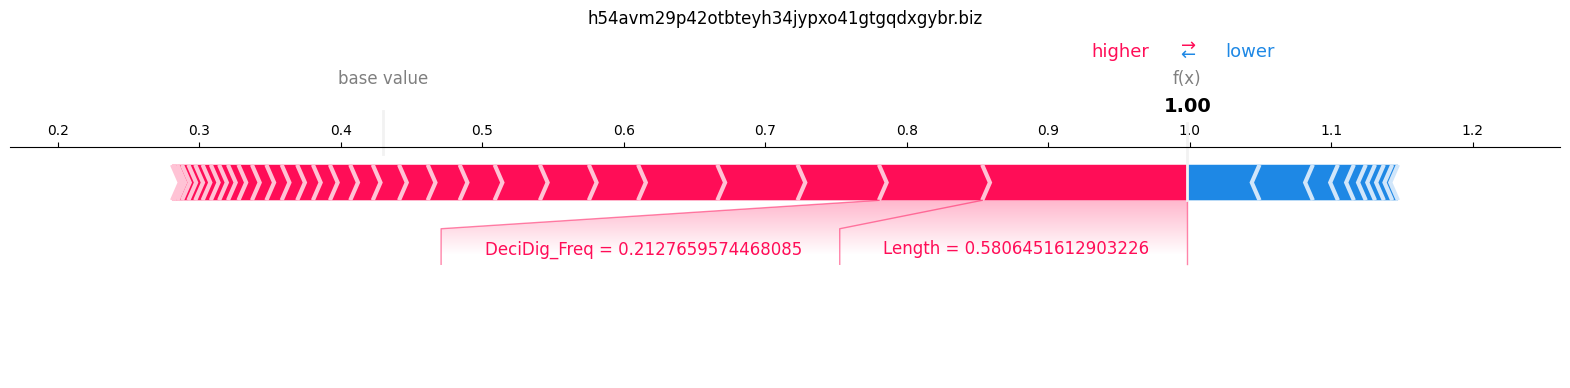 h54avm29p42otbteyh34jypxo41gtgqdxgybr.biz
higher ⇄ lower
base value f(x)
1.00
0.2 0.3 0.4 0.5 0.6 0.7 0.8 0.9 1.0 1.1 1.2
DeciDig_Freq = 0.2127659574468085 Length = 0.5806451612903226